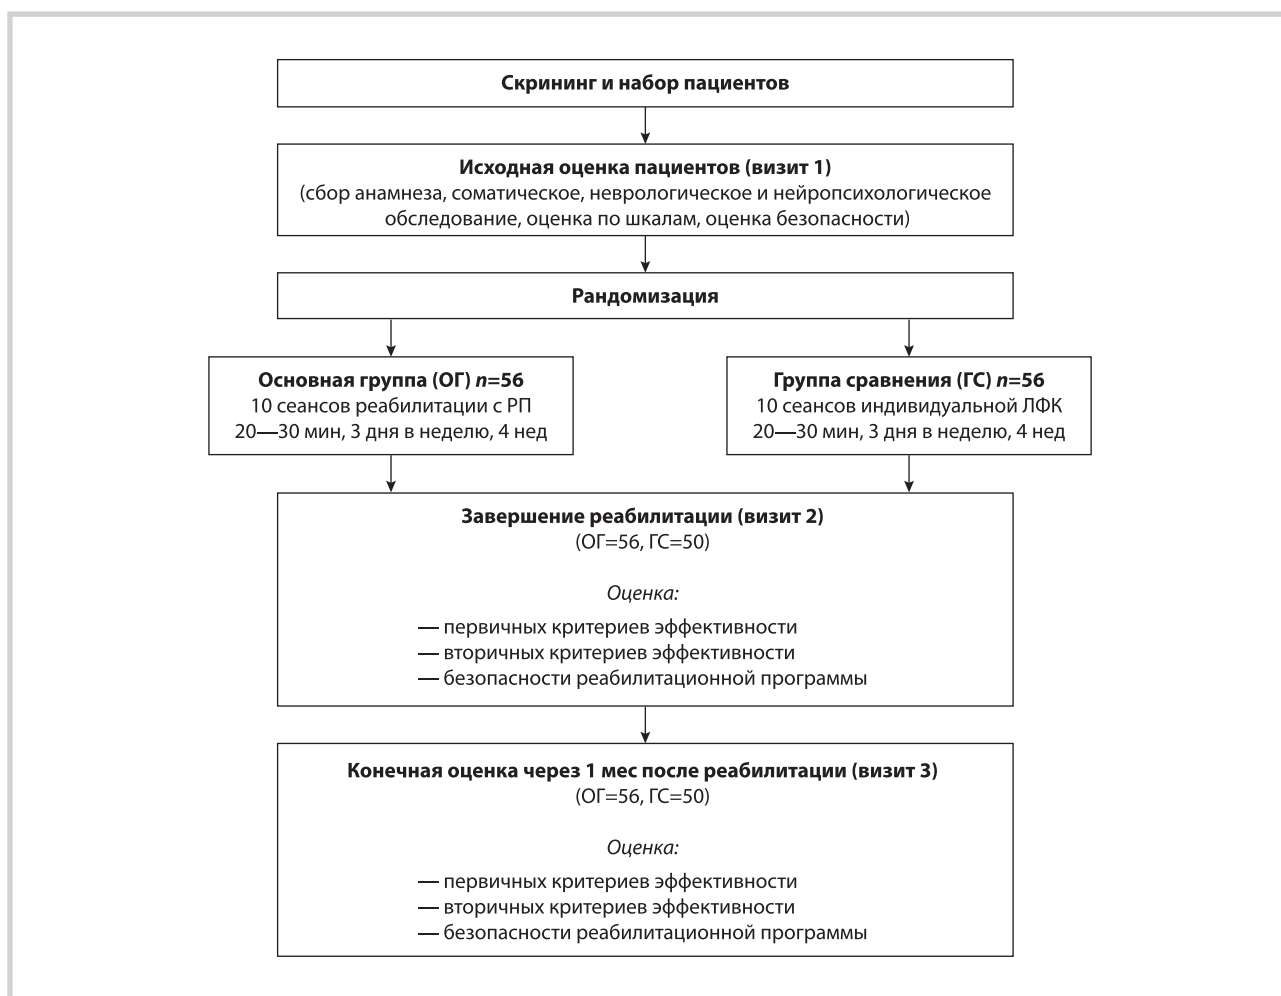 Скрининг и набор пациентов
Исходная оценка пациентов (визит 1)
(сбор анамнеза, соматическое, неврологическое и нейропсихологическое
обследование, оценка по шкалам, оценка безопасности)
Рандомизация
Основная группа (ОГ) n=56
10 сеансов реабилитации с РП
20—30 мин, 3 дня в неделю, 4 нед
Группа сравнения (ГС) n=56
10 сеансов индивидуальной ЛФК
20—30 мин, 3 дня в неделю, 4 нед
Завершение реабилитации (визит 2)
(ОГ=56, ГС=50)
Оценка:
— первичных критериев эффективности
— вторичных критериев эффективности
— безопасности реабилитационной программы
Конечная оценка через 1 мес после реабилитации (визит 3)
(ОГ=56, ГС=50)
Оценка:
— первичных критериев эффективности
— вторичных критериев эффективности
— безопасности реабилитационной программы